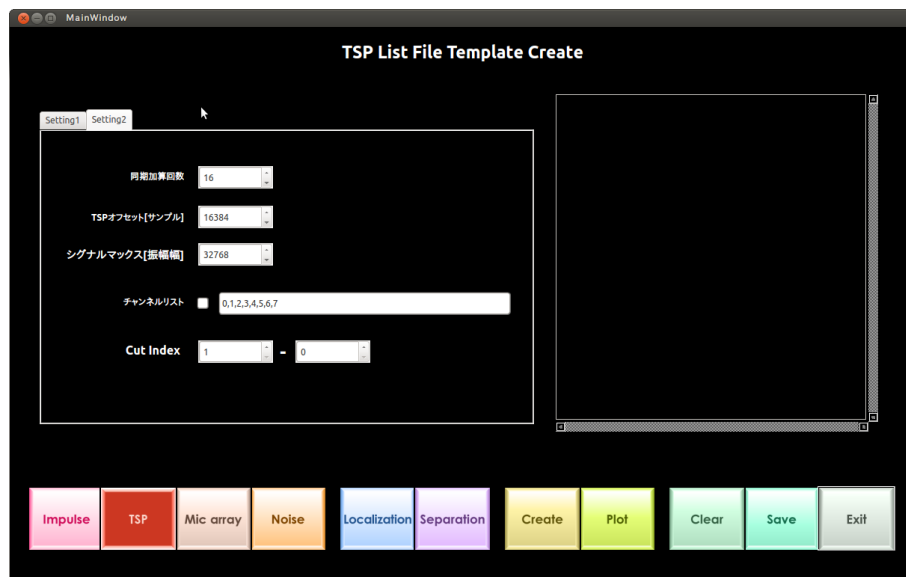 MainWindow
TSP List File Template Create
Setting1 Setting2
同期加算回数 16
TSPオフセット[サンプル] 16384
シグナルマックス[振幅幅] 32768
チャンネルリスト 0,1,2,3,4,5,6,7
Cut Index 1 - 0
Impulse TSP Mic array Noise Localization Separation Create Plot Clear Save Exit